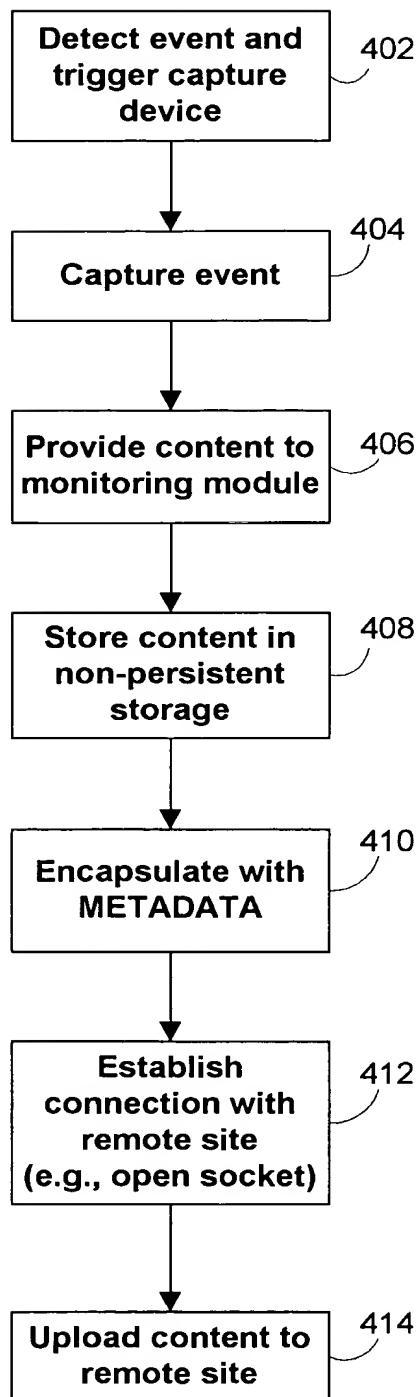 Detect event and
trigger capture
device
402
Capture event
404
Provide content to
monitoring module
406
Store content in
non-persistent
storage
408
Encapsulate with
METADATA
410
Establish
connection with
remote site
(e.g., open socket)
412
Upload content to
remote site
414